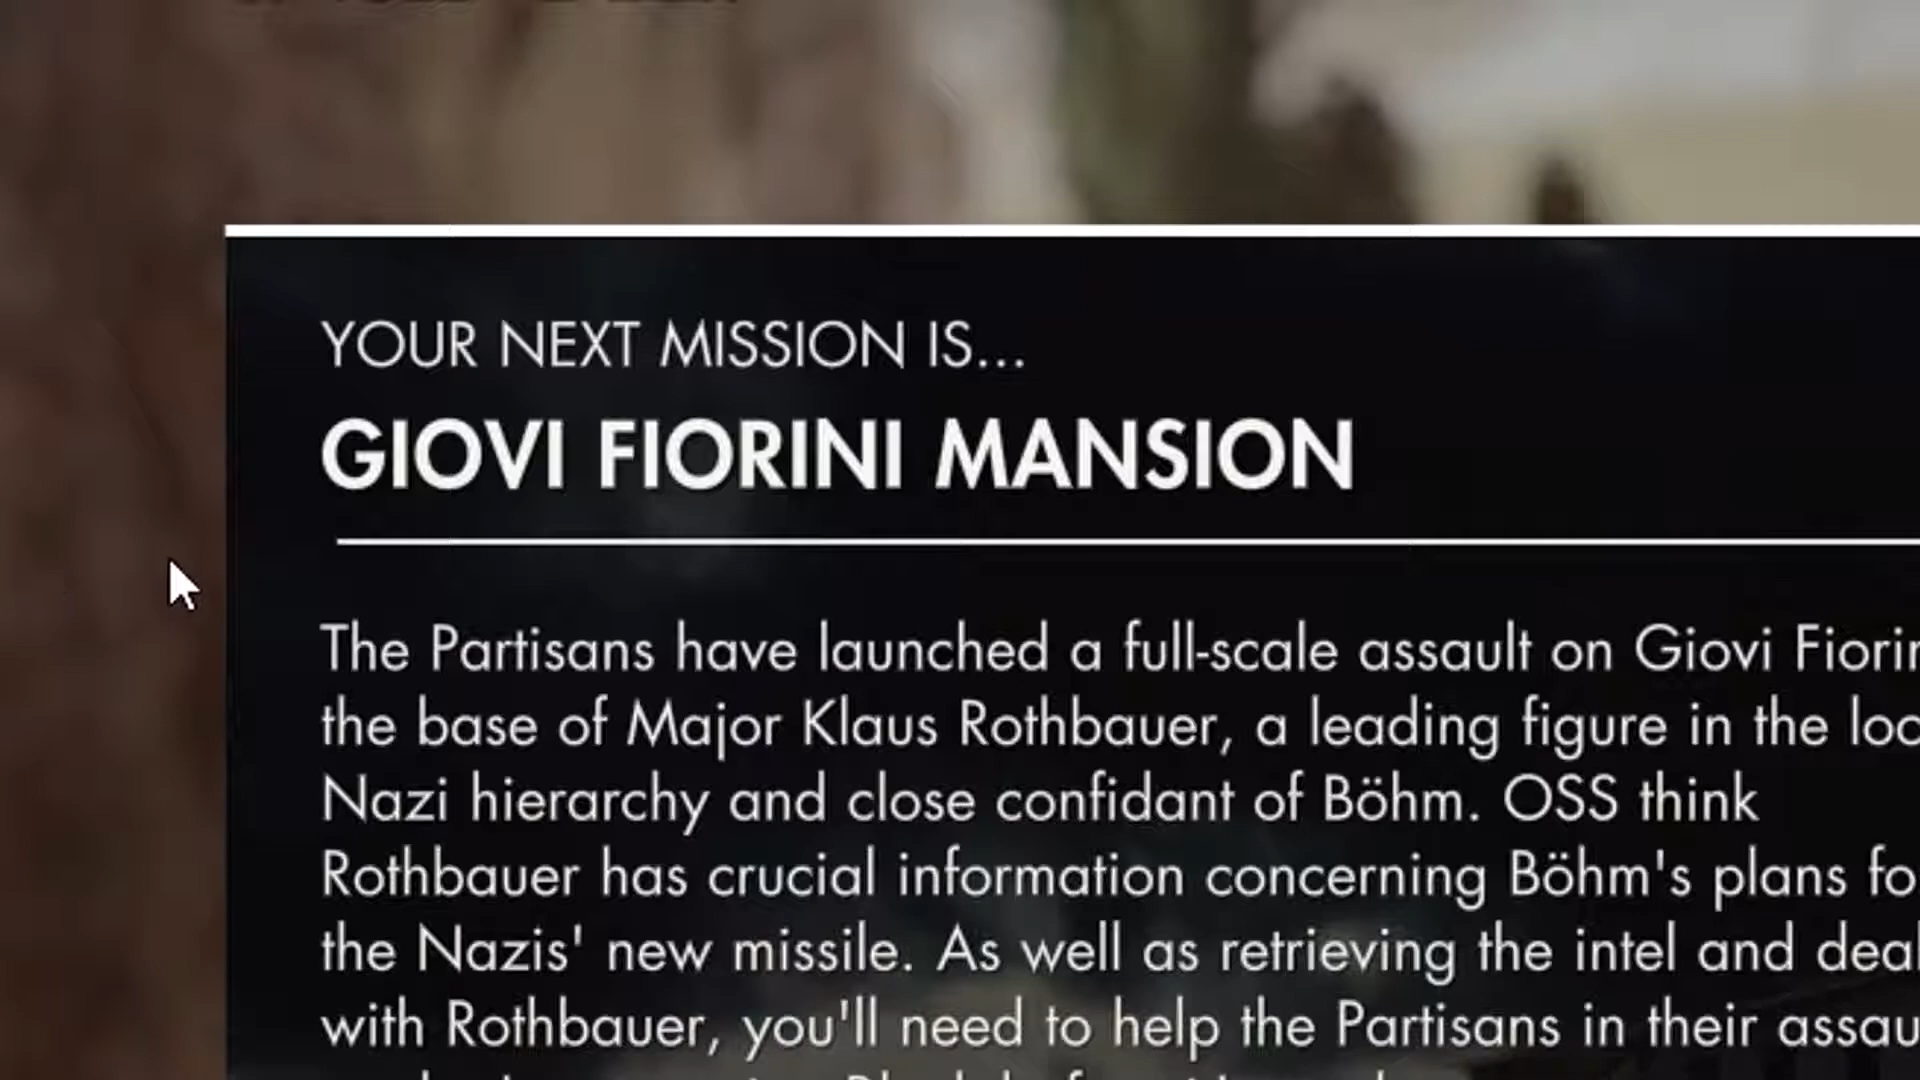 YOUR NEXT MISSION IS...
GIOVI FIORINI MANSION
The Partisans have launched a full-scale assault on Giovi
the base of Major Klaus Rothbauer, a leading figure in the
Nazi hierarchy and close confidant of Böhm. OSS think
Rothbauer has crucial information concerning Böhm's plans
the Nazis' new missile. As well as retrieving the intel and
with Rothbauer, you'll need to help the Partisans in their